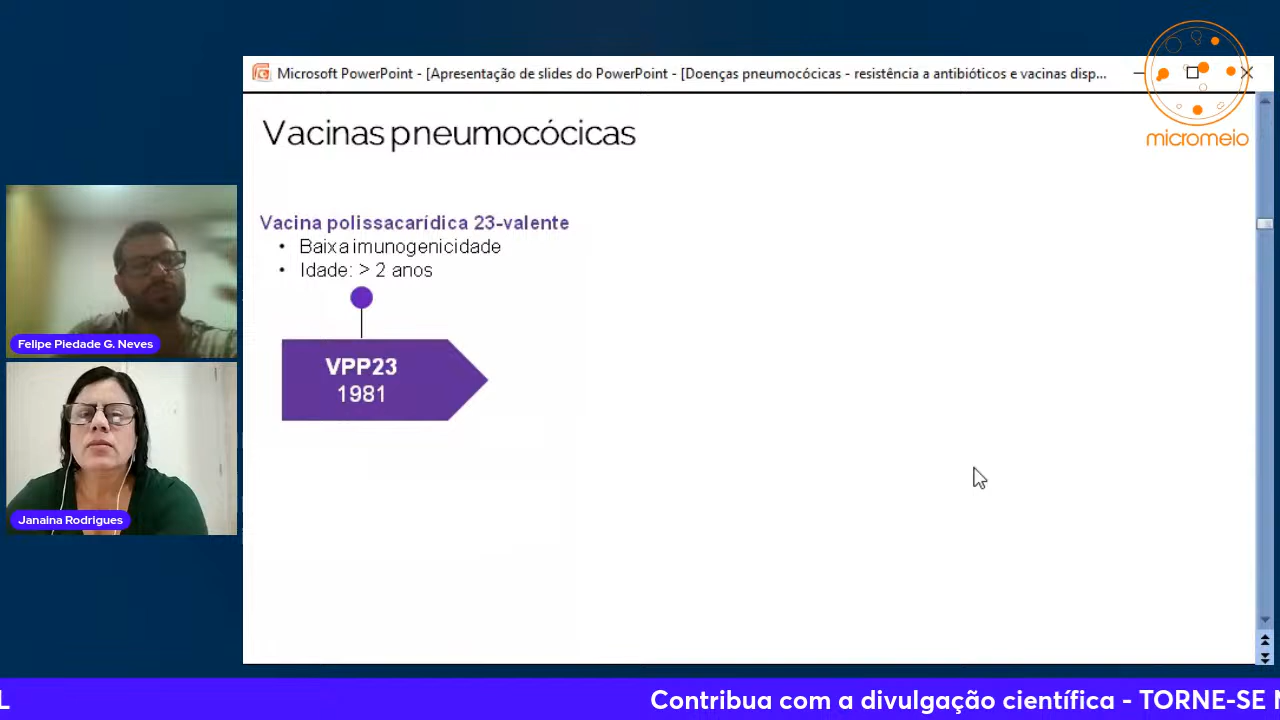 Microsoft PowerPoint - [Apresentação de slides do PowerPoint - [Doenças pneumocócicas - resistência a antibióticos e vacinas disp...
micromeio
Vacinas pneumocócicas
Vacina polissacarídica 23-valente
• Baixa imunogenicidade
• Idade: > 2 anos
VPP23
1981
Felipe Piedade G. Neves
Janaina Rodrigues
L
Contribua com a divulgação científica - TORNE-SE